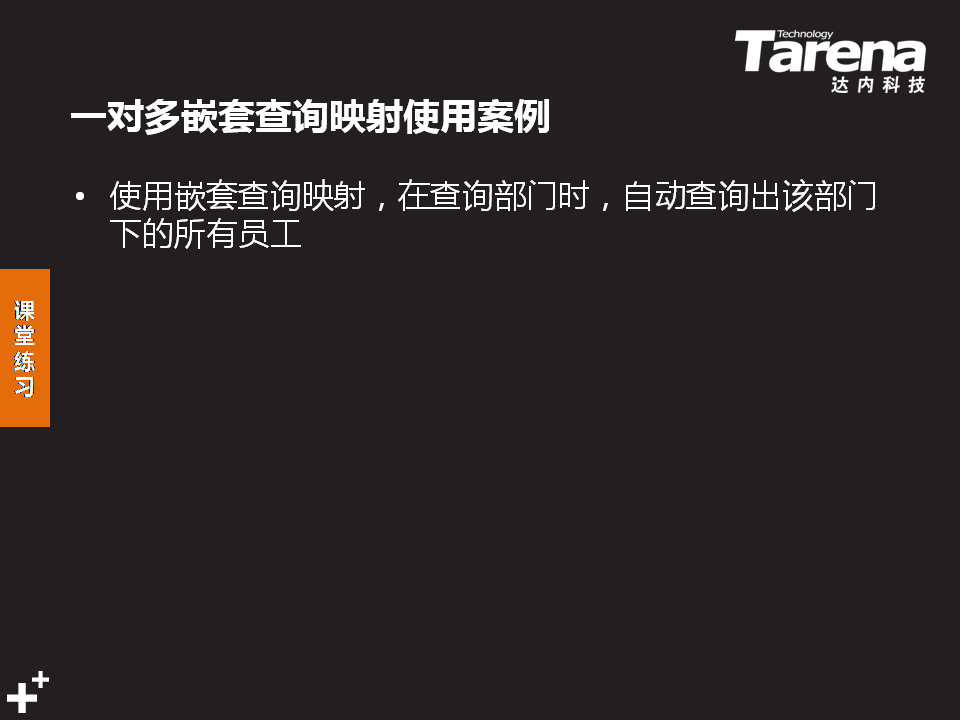 Technology
Tarena
达内科技
一对多嵌套查询映射使用案例
• 使用嵌套查询映射，在查询部门时，自动查询出该部门
下的所有员工
课
堂
练
习